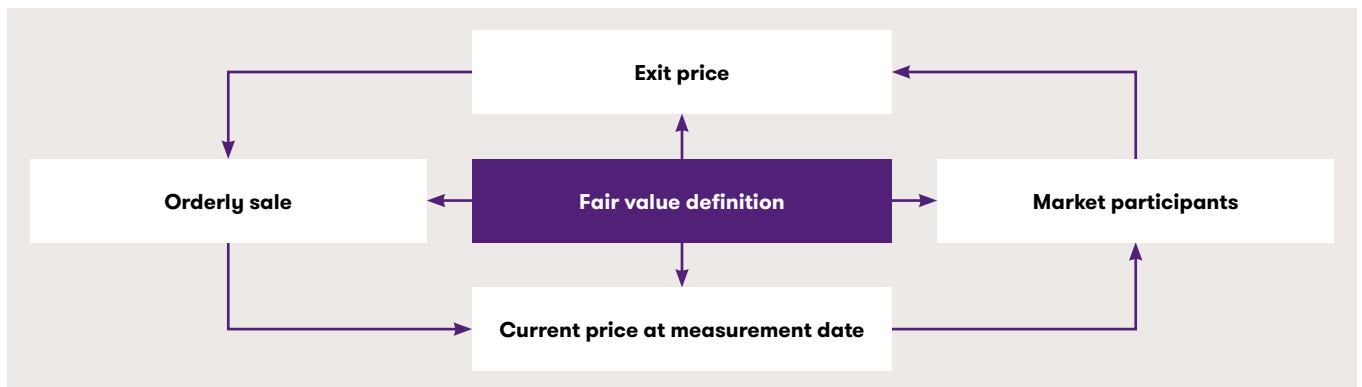 Exit price
Orderly sale
Fair value definition
Market participants
Current price at measurement date